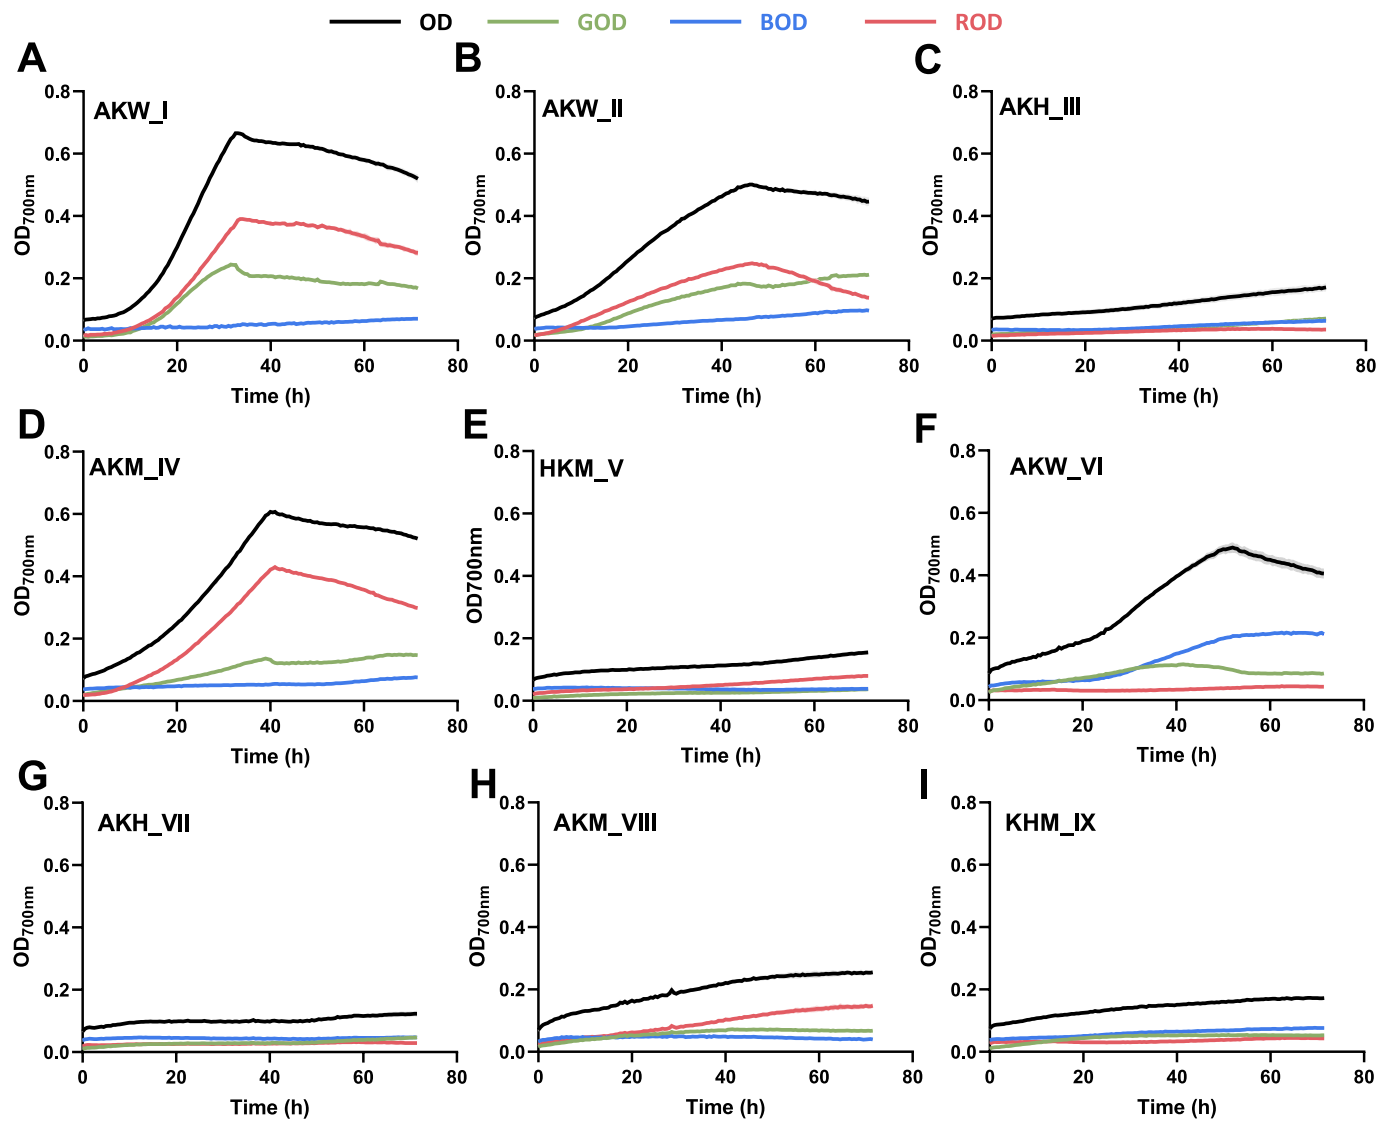 OD GOD BOD ROD
A B C
AKW_I AKW_II AKH_III
OD700nm OD700nm OD700nm
0.8 0.8 0.8
0.6 0.6 0.6
0.4 0.4 0.4
0.2 0.2 0.2
0.0 0.0 0.0
0 20 40 60 80 0 20 40 60 80 0 20 40 60 80
Time (h) Time (h) Time (h)
D E F
AKM_IV HKM_V AKW_VI
OD700nm OD700nm OD700nm
0.8 0.8 0.8
0.6 0.6 0.6
0.4 0.4 0.4
0.2 0.2 0.2
0.0 0.0 0.0
0 20 40 60 80 0 20 40 60 80 0 20 40 60 80
Time (h) Time (h) Time (h)
G H I
AKH_VII AKM_VIII KHM_IX
OD700nm OD700nm OD700nm
0.8 0.8 0.8
0.6 0.6 0.6
0.4 0.4 0.4
0.2 0.2 0.2
0.0 0.0 0.0
0 20 40 60 80 0 20 40 60 80 0 20 40 60 80
Time (h) Time (h) Time (h)